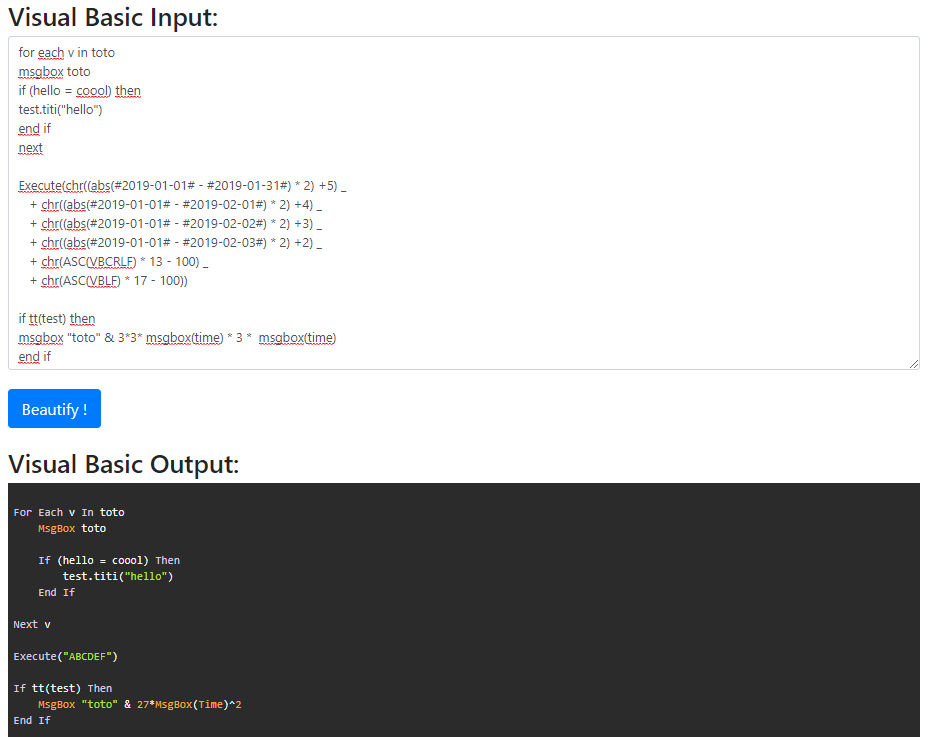 Visual Basic Input:
for each v in toto
msgbox toto
if (hello = coool) then
test.titi("hello")
end if
next
Execute(chr((abs(#2019-01-01# - #2019-01-31#) * 2) +5) _
+ chr((abs(#2019-01-01# - #2019-02-01#) * 2) +4) _
+ chr((abs(#2019-01-01# - #2019-02-02#) * 2) +3) _
+ chr((abs(#2019-01-01# - #2019-02-03#) * 2) +2) _
+ chr(ASC(VBCRLF) * 13 - 100) _
+ chr(ASC(VBLF) * 17 - 100))
if tt(test) then
msgbox "toto" & 3*3* msgbox(time) * 3 *  msgbox(time)
end if
Beautify !
Visual Basic Output:
For Each v In toto
MsgBox toto
If (hello = coool) Then
test.titi("hello")
End If
Next v
Execute("ABCDEF")
If tt(test) Then
MsgBox "toto" & 27*MsgBox(Time)^2
End If